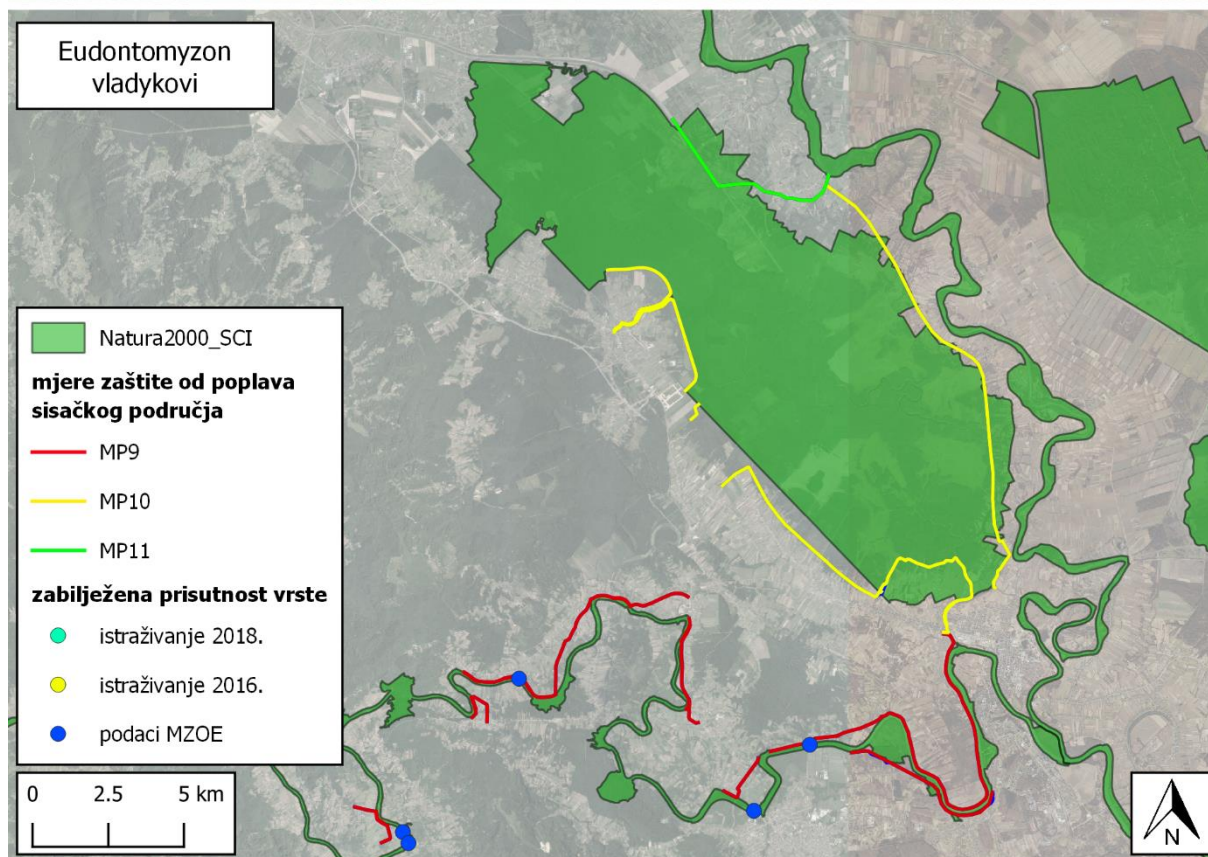 Eudontomyzon
vladykovi
Natura2000_SCI
mjere zaštite od poplava
sisačkog područja
MP9
MP10
MP11
zabilježena prisutnost vrste
istraživanje 2018.
istraživanje 2016.
podaci MZOE
0 2.5 5 km
N